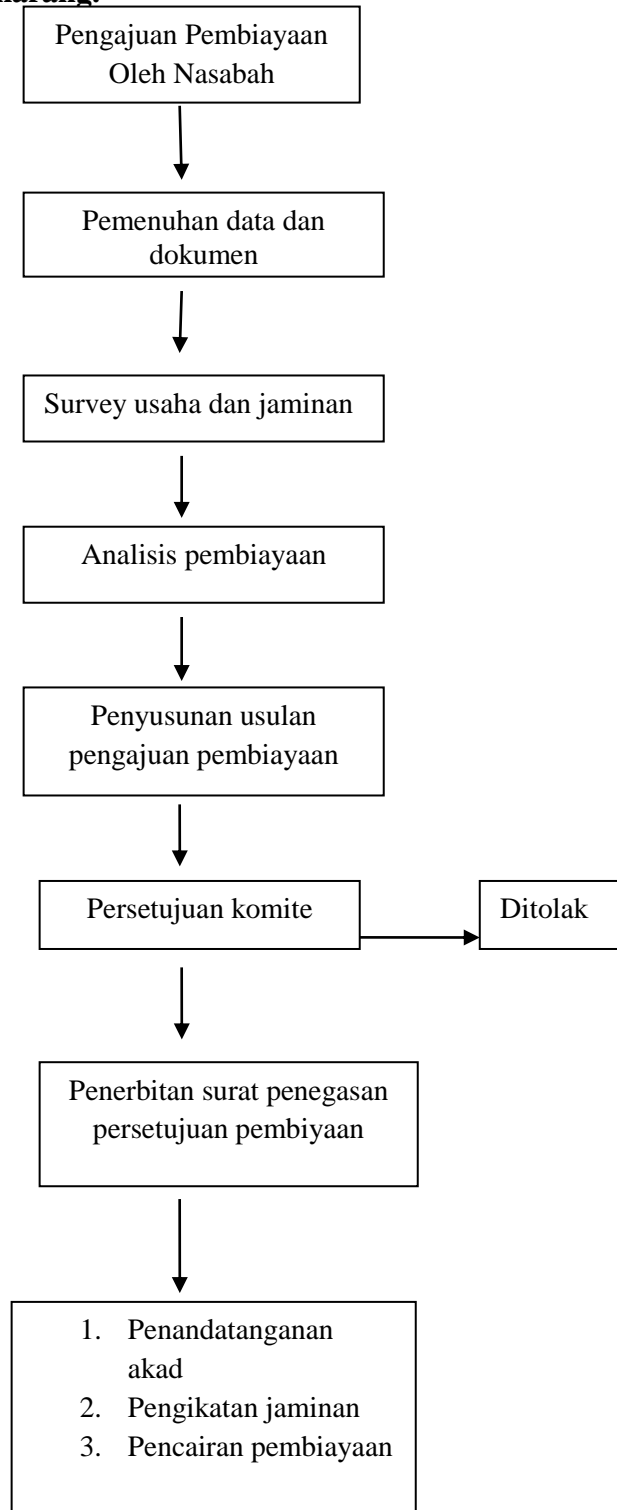 Pengajuan Pembiayaan
Oleh Nasabah
Pemenuhan data dan
dokumen
Survey usaha dan jaminan
Analisis pembiayaan
Penyusunan usulan
pengajuan pembiayaan
Persetujuan komite
Ditolak
Penerbitan surat penegasan
persetujuan pembiyaan
1. Penandatanganan
akad
2. Pengikatan jaminan
3. Pencairan pembiayaan